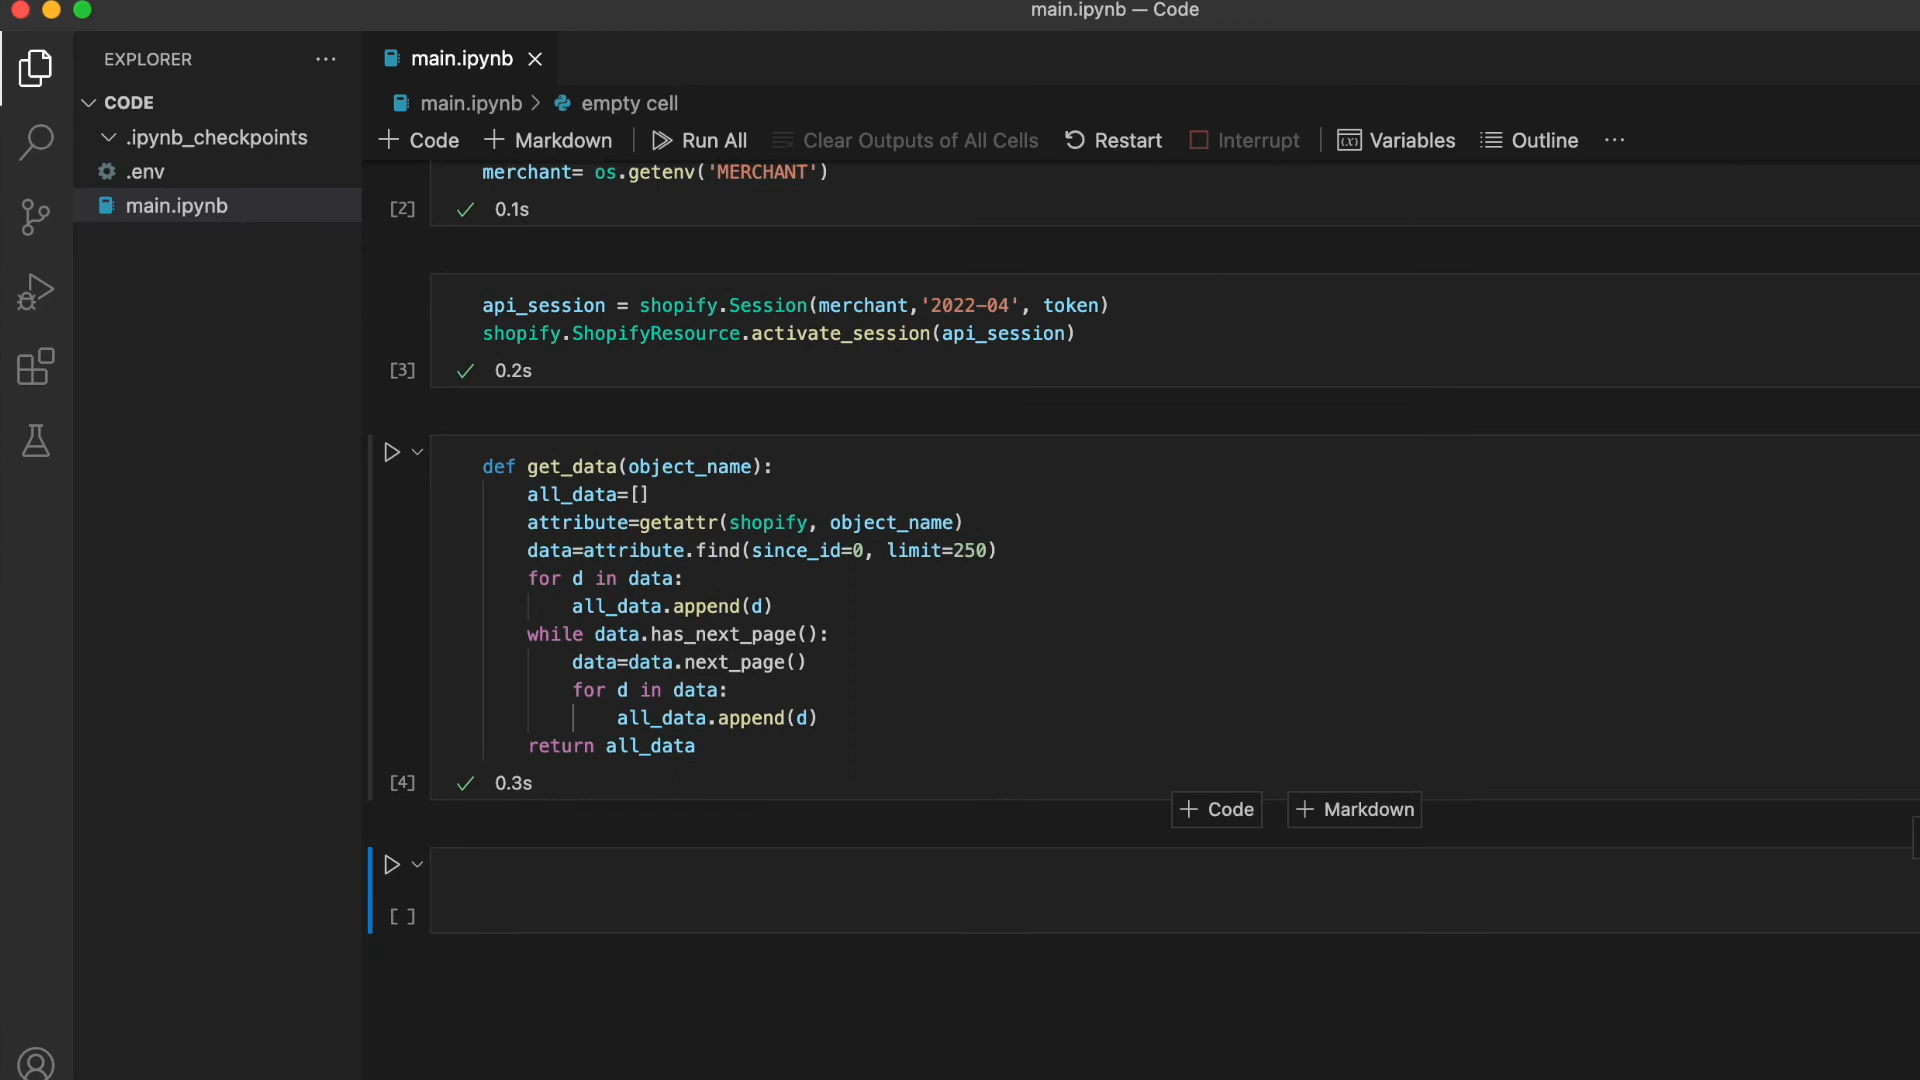 main.ipynb — Code
EXPLORER ...
CODE
.ipynb_checkpoints
.env
main.ipynb
main.ipynb
main.ipynb > empty cell
+ Code + Markdown Run All Clear Outputs of All Cells Restart Interrupt Variables Outline ...
merchant= os.getenv('MERCHANT')
[2] ✓ 0.1s
api_session = shopify.Session(merchant,'2022-04', token)
shopify.ShopifyResource.activate_session(api_session)
[3] ✓ 0.2s
def get_data(object_name):
    all_data=[]
    attribute=getattr(shopify, object_name)
    data=attribute.find(since_id=0, limit=250)
    for d in data:
        all_data.append(d)
    while data.has_next_page():
        data=data.next_page()
        for d in data:
            all_data.append(d)
    return all_data
[4] ✓ 0.3s
+ Code + Markdown
[ ]